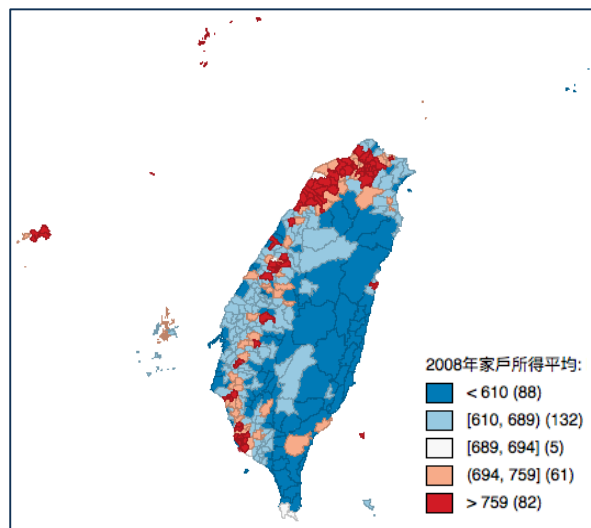 2008年家戶所得平均:
< 610 (88)
[610, 689) (132)
[689, 694] (5)
(694, 759] (61)
> 759 (82)